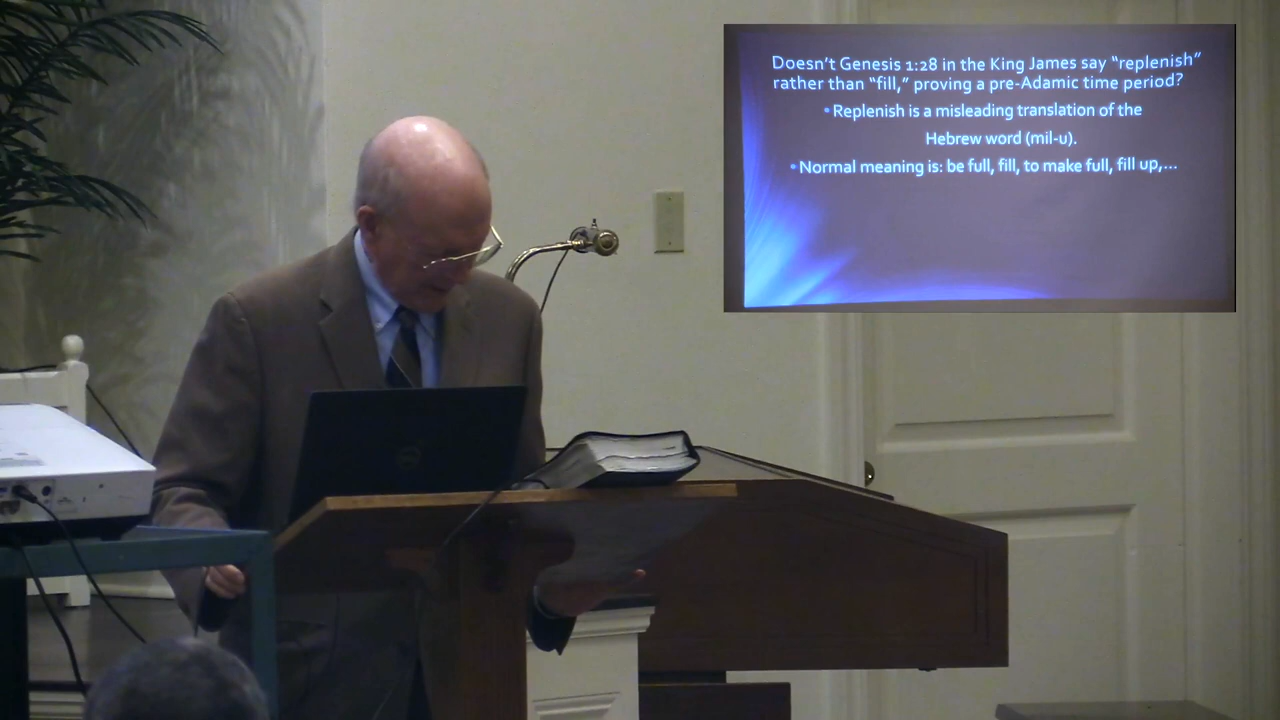 Doesn't Genesis 1:28 in the King James say “replenish”
rather than “fill,” proving a pre-Adamic time period?
• Replenish is a misleading translation of the
Hebrew word (mil-u).
• Normal meaning is: be full, fill, to make full, fill up,...